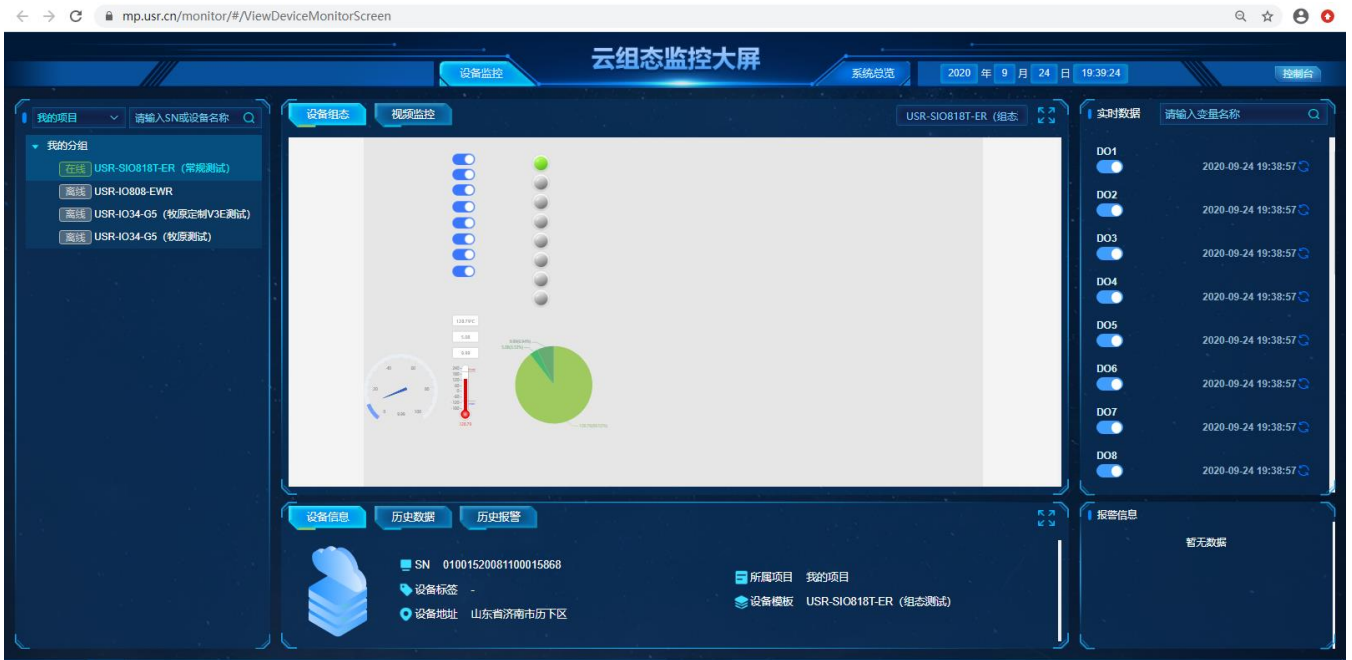 mp.usr.cn/monitor/#/ViewDeviceMonitorScreen
云组态监控大屏
设备监控
系统总览
2020 年 9 月 24 日 19:39:24
控制台
我的项目
请输入SN或设备名称
我的分组
在线 USR-SIO818T-ER（常规测试）
离线 USR-IO808-EWR
离线 USR-IO34-G5（牧原定制V3E测试）
离线 USR-IO34-G5（牧原测试）
设备组态
视频监控
USR-SIO818T-ER（组态
实时数据
请输入变量名称
DO1
2020-09-24 19:38:57
DO2
2020-09-24 19:38:57
DO3
2020-09-24 19:38:57
DO4
2020-09-24 19:38:57
DO5
2020-09-24 19:38:57
DO6
2020-09-24 19:38:57
DO7
2020-09-24 19:38:57
DO8
2020-09-24 19:38:57
设备信息
历史数据
历史报警
SN 01001520081100015868
设备标签 -
设备地址 山东省济南市历下区
所属项目 我的项目
设备模板 USR-SIO818T-ER（组态测试）
报警信息
暂无数据